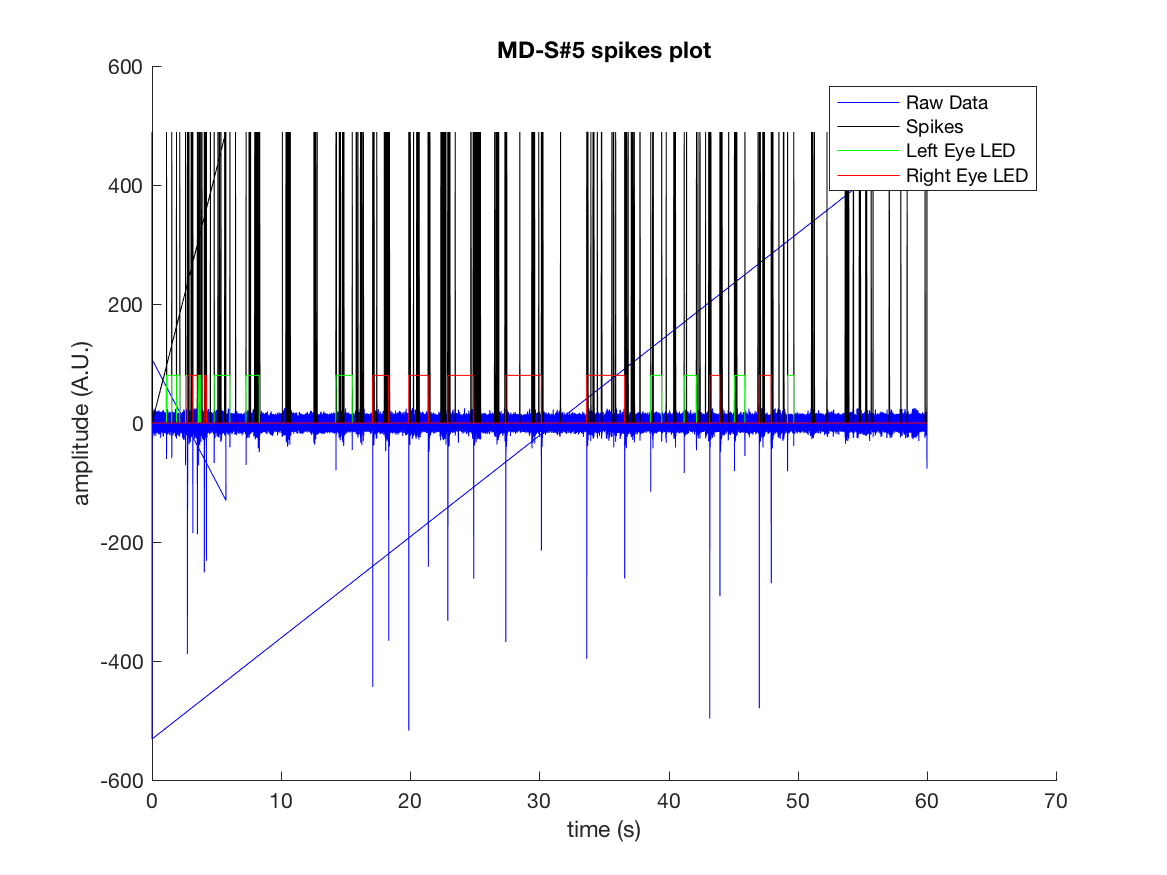 MD-S#5 spikes plot
600
400
200
0
-200
-400
-600
amplitude (A.U.)
0 10 20 30 40 50 60 70
time (s)
Raw Data
Spikes
Left Eye LED
Right Eye LED